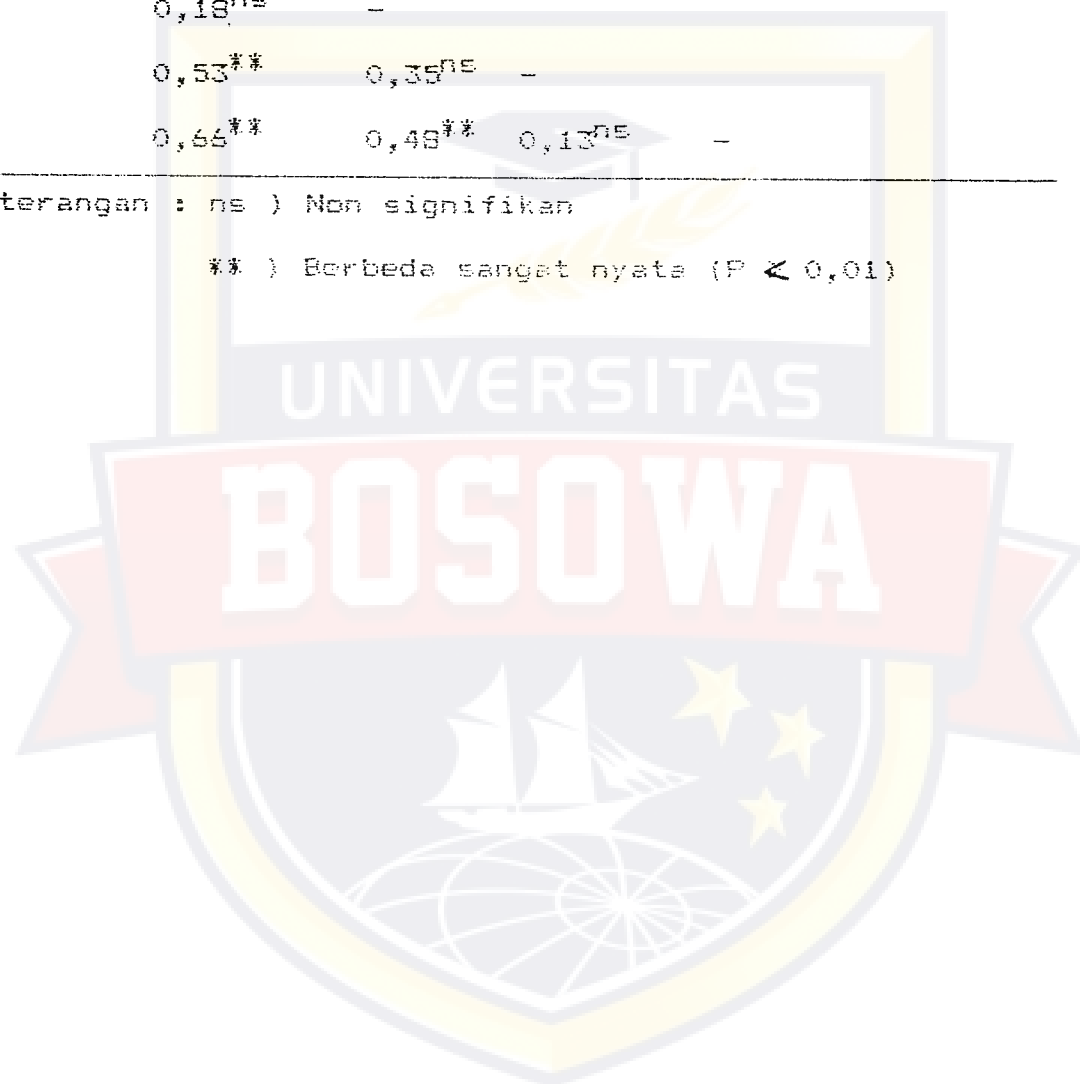 0,18ns –
0,53** 0,35ns –
0,66** 0,48** 0,13ns –
terangan : ns ) Non signifikan
** ) Berbeda sangat nyata (P < 0,01)
UNIVERSITAS
BOSOWA